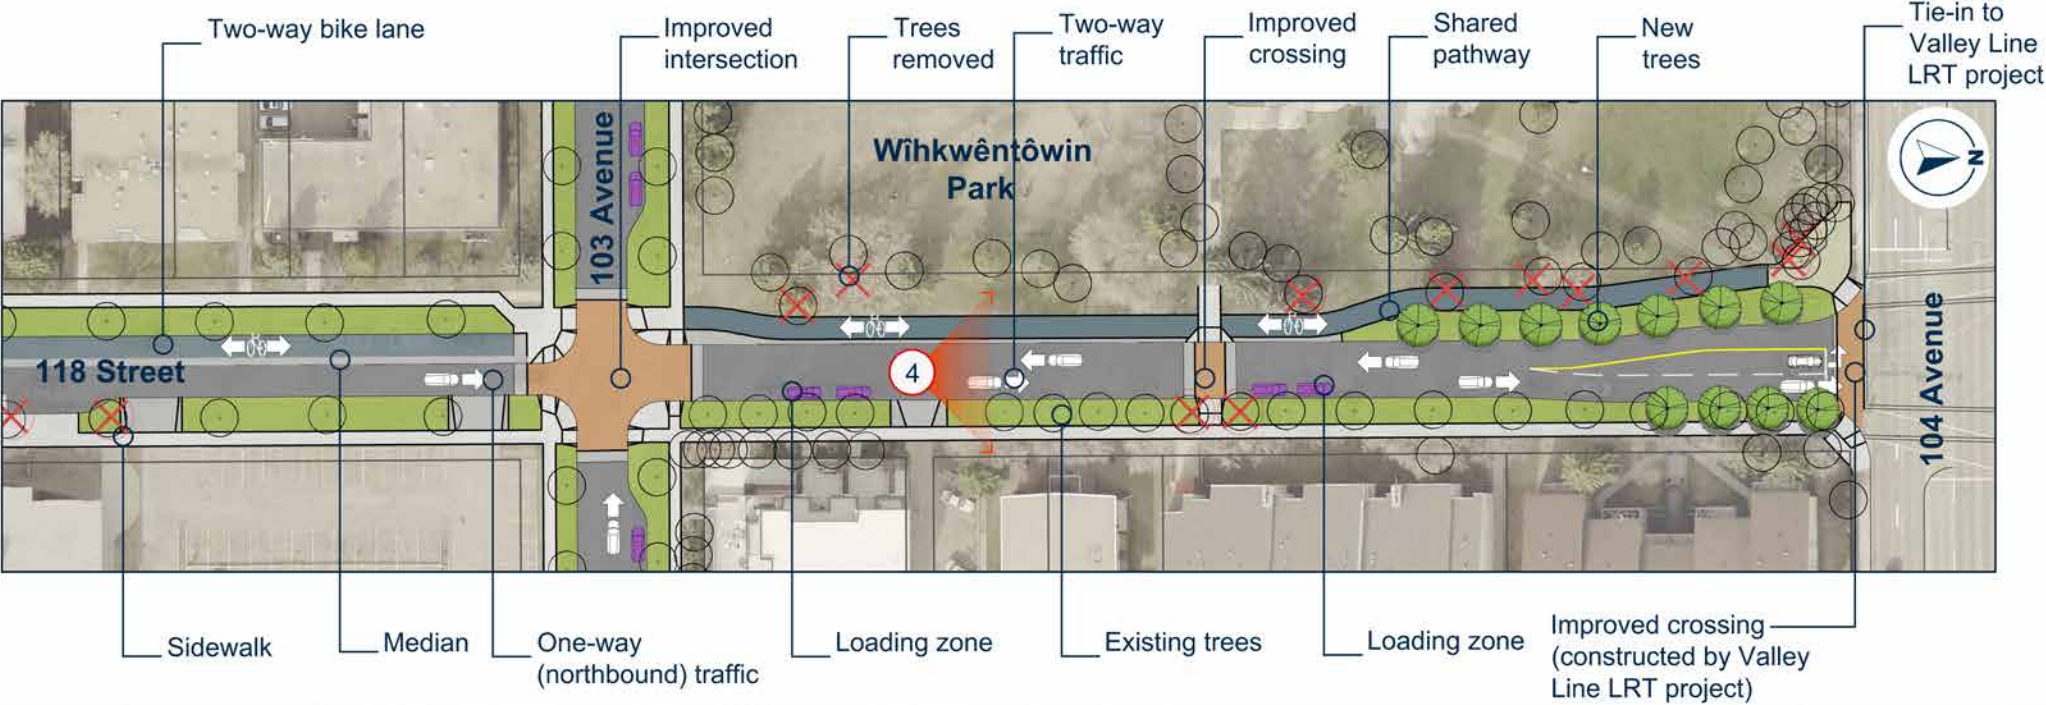 Two-way bike lane
Improved
intersection
Trees
removed
Two-way
traffic
Improved
crossing
Shared
pathway
New
trees
Tie-in to
Valley Line
LRT project
103 Avenue
Wîhkwêntôwin
Park
N
118 Street
4
104 Avenue
Sidewalk
Median
One-way
(northbound) traffic
Loading zone
Existing trees
Loading zone
Improved crossing
(constructed by Valley
Line LRT project)